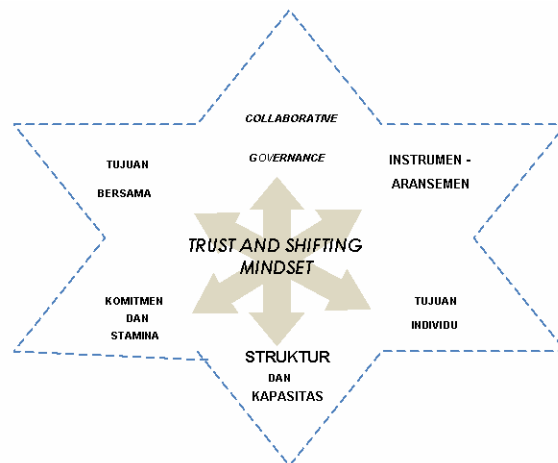 COLLABORATIVE
GOVERNANCE
TUJUAN
BERSAMA
INSTRUMEN -
ARANSEMEN
TRUST AND SHIFTING
MINDSET
KOMITMEN
DAN
STAMINA
TUJUAN
INDIVIDU
STRUKTUR
DAN
KAPASITAS